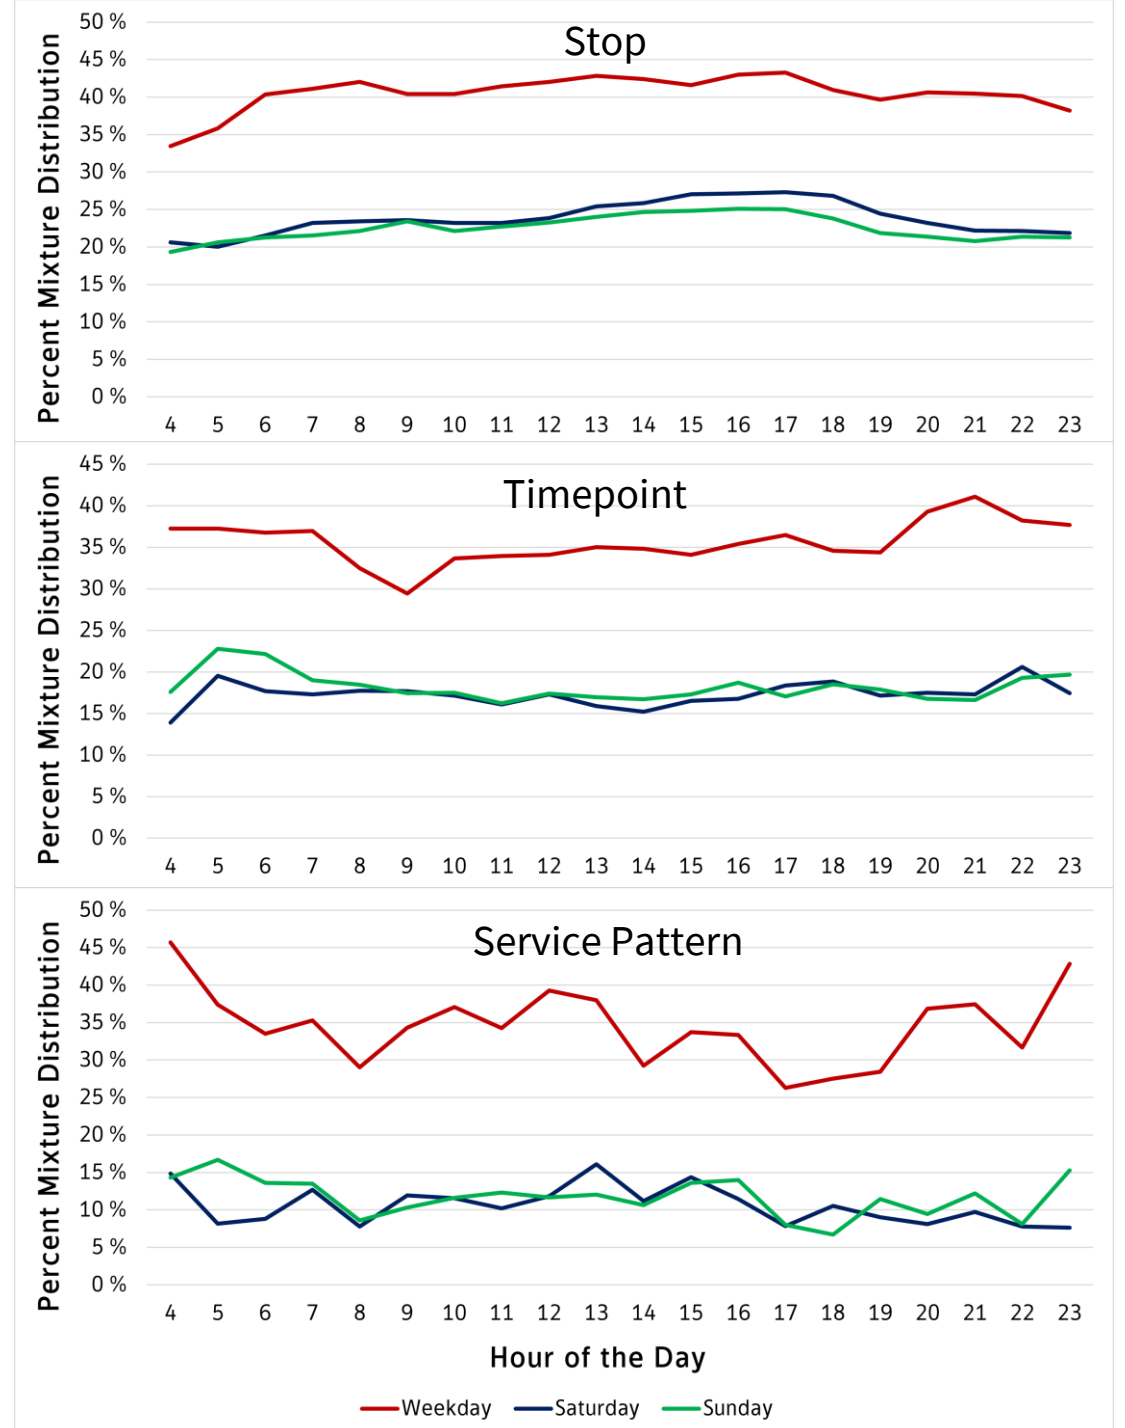 Stop
Percent Mixture Distribution
50 %
45 %
40 %
35 %
30 %
25 %
20 %
15 %
10 %
5 %
0 %
4 5 6 7 8 9 10 11 12 13 14 15 16 17 18 19 20 21 22 23
Timepoint
Percent Mixture Distribution
45 %
40 %
35 %
30 %
25 %
20 %
15 %
10 %
5 %
0 %
4 5 6 7 8 9 10 11 12 13 14 15 16 17 18 19 20 21 22 23
Service Pattern
Percent Mixture Distribution
50 %
45 %
40 %
35 %
30 %
25 %
20 %
15 %
10 %
5 %
0 %
4 5 6 7 8 9 10 11 12 13 14 15 16 17 18 19 20 21 22 23
Hour of the Day
Weekday Saturday Sunday